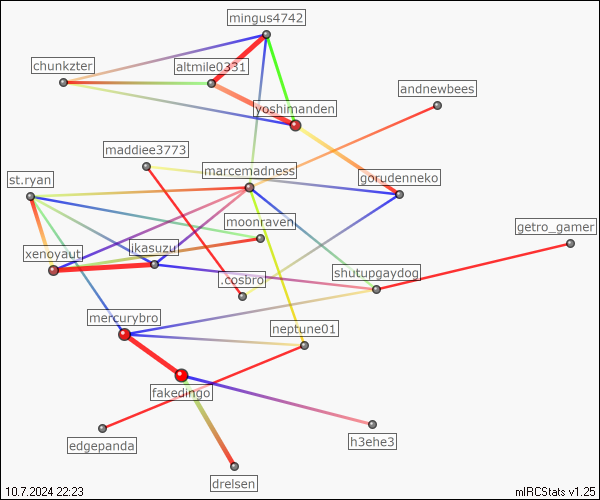 mingus4742
chunkzter
altmile0331
andnewbees
yoshimanden
maddiee3773
marcemadness
st.ryan
gorudenneko
moonraven
getro_gamer
xenoyaut
ikasuzu
.cosbro
shutupgaydog
mercurybro
neptune01
fakedingo
edgepanda
h3ehe3
drelsen
10.7.2024 22:23
mIRCStats v1.25